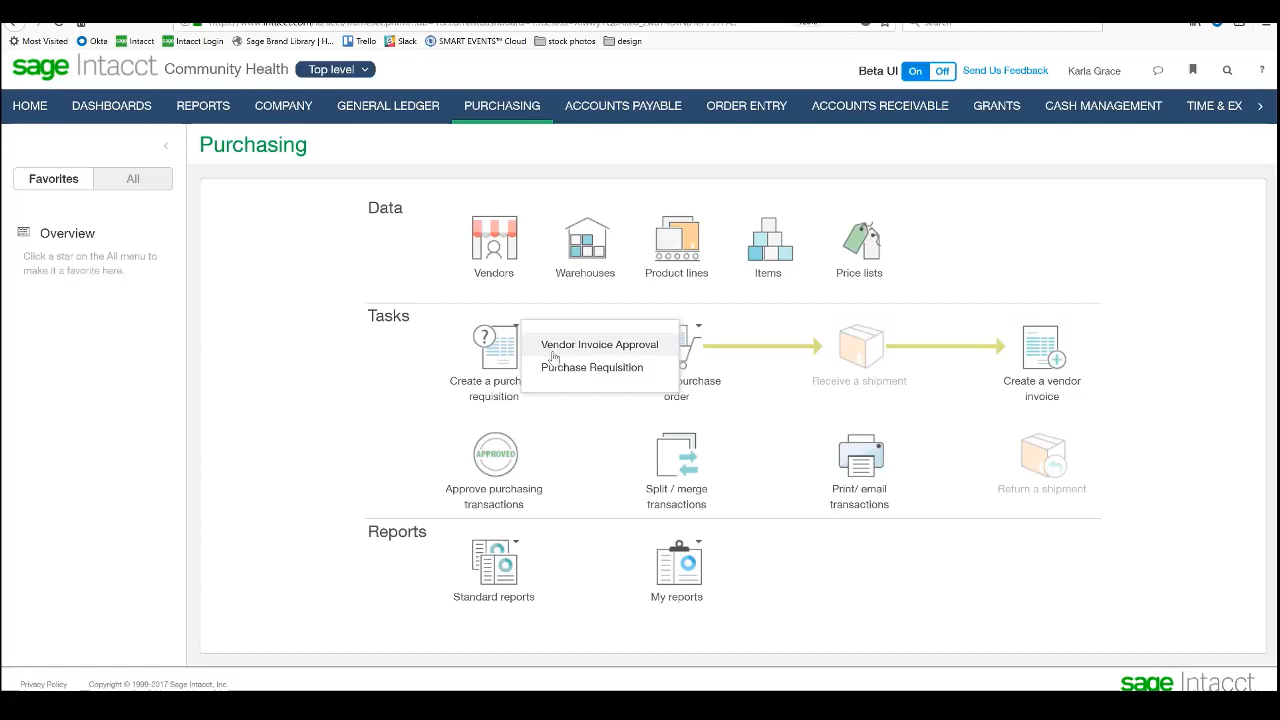 Most Visited Okta Intacct Intacct Login Sage Brand Library | H... Trello Slack SMART EVENTS™ Cloud stock photos design
sage Intacct Community Health Top level Beta UI On Off Send Us Feedback Karla Grace ?
HOME DASHBOARDS REPORTS COMPANY GENERAL LEDGER PURCHASING ACCOUNTS PAYABLE ORDER ENTRY ACCOUNTS RECEIVABLE GRANTS CASH MANAGEMENT TIME & EX
Purchasing
Favorites All
Overview
Click a star on the All menu to
make it a favorite here.
Data
Vendors Warehouses Product lines Items Price lists
Tasks
Vendor Invoice Approval
Purchase Requisition
?
Create a purch
requisition
purchase
order
Receive a shipment
Create a vendor
invoice
APPROVED
Approve purchasing
transactions
Split / merge
transactions
Print/ email
transactions
Return a shipment
Reports
Standard reports My reports
Privacy Policy Copyright © 1999-2017 Sage Intacct, Inc.
sage Intacct